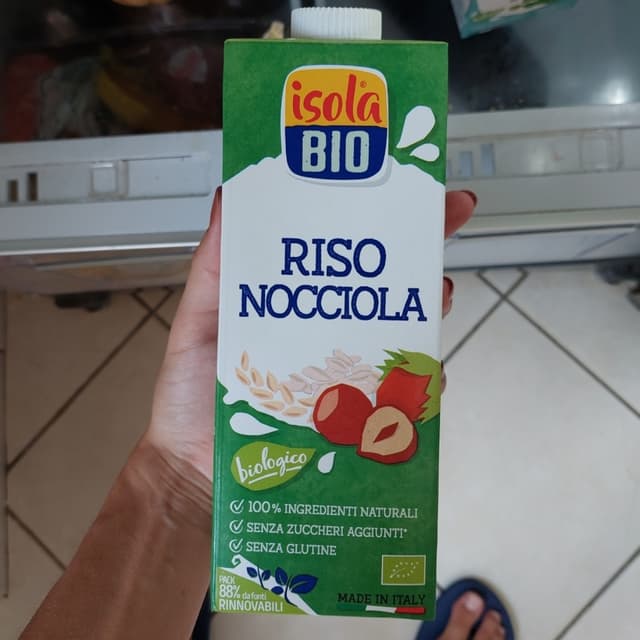 isola
BIO
RISO
NOCCIOLA
biologico
100% INGREDIENTI NATURALI
SENZA ZUCCHERI AGGIUNTI*
SENZA GLUTINE
PACK
88% da fonti
RINNOVABILI
MADE IN ITALY